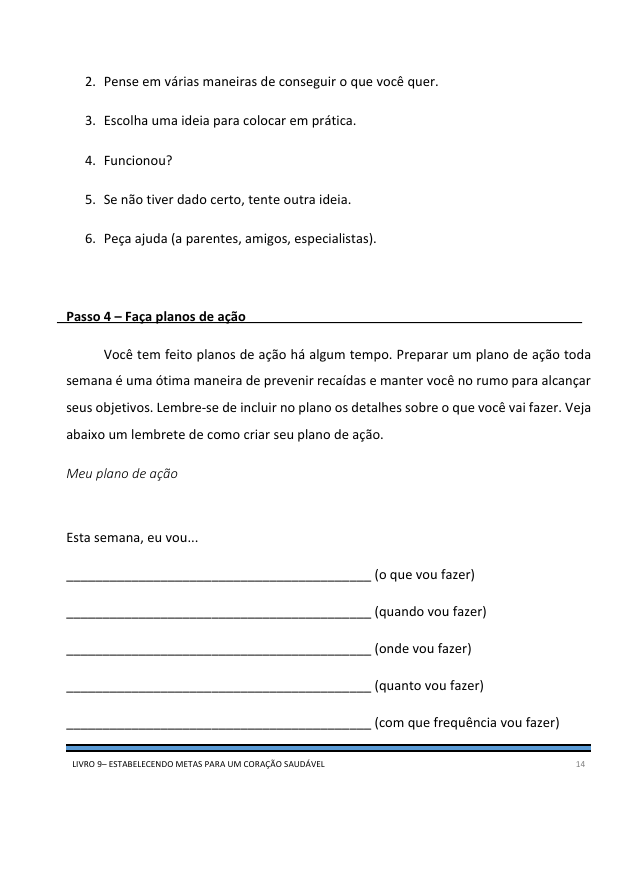 2. Pense em várias maneiras de conseguir o que você quer.
3. Escolha uma ideia para colocar em prática.
4. Funcionou?
5. Se não tiver dado certo, tente outra ideia.
6. Peça ajuda (a parentes, amigos, especialistas).
Passo 4 – Faça planos de ação
Você tem feito planos de ação há algum tempo. Preparar um plano de ação toda
semana é uma ótima maneira de prevenir recaídas e manter você no rumo para alcançar
seus objetivos. Lembre-se de incluir no plano os detalhes sobre o que você vai fazer. Veja
abaixo um lembrete de como criar seu plano de ação.
Meu plano de ação
Esta semana, eu vou...
__________________________________________ (o que vou fazer)
__________________________________________ (quando vou fazer)
__________________________________________ (onde vou fazer)
__________________________________________ (quanto vou fazer)
__________________________________________ (com que frequência vou fazer)
LIVRO 9– ESTABELECENDO METAS PARA UM CORAÇÃO SAUDÁVEL 14